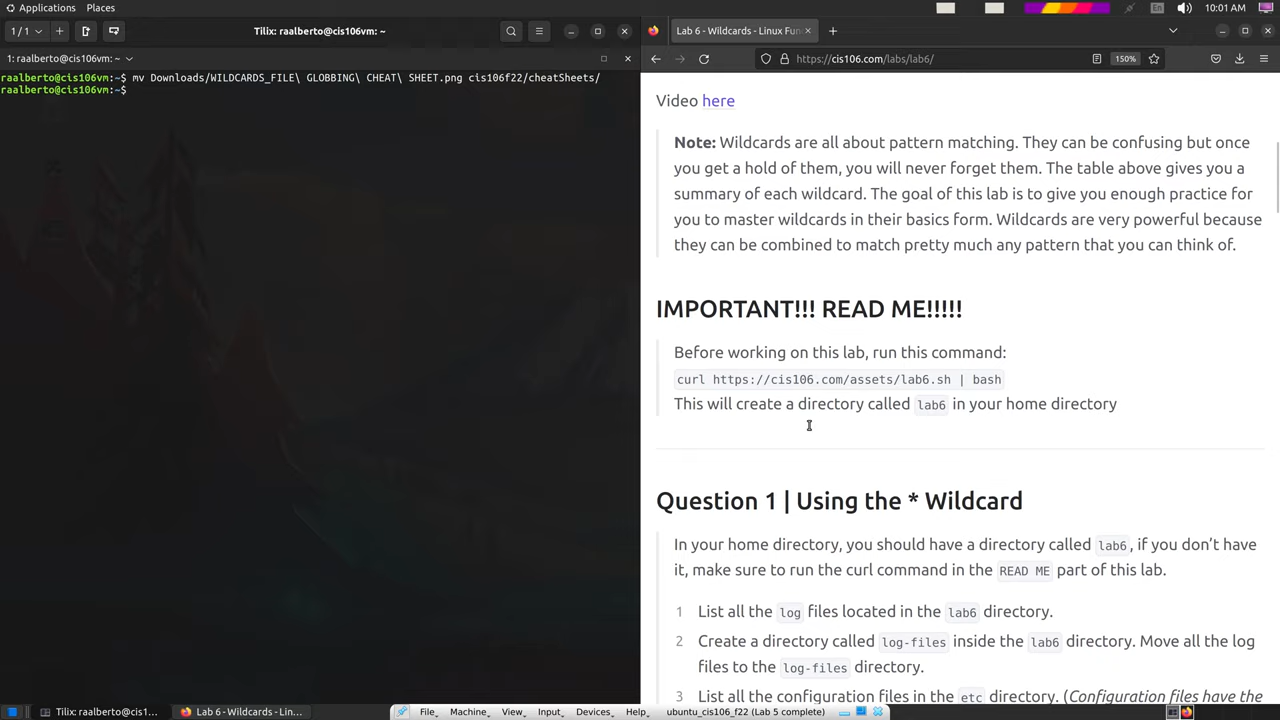 Applications Places
En 10:01 AM
1 / 1 Tilix: raalberto@cis106vm: ~
1: raalberto@cis106vm: ~
raalberto@cis106vm:~$ mv Downloads/WILDCARDS_FILE\ GLOBBING\ CHEAT\ SHEET.png cis106f22/cheatSheets/
raalberto@cis106vm:~$
Lab 6 - Wildcards - Linux Fun
https://cis106.com/labs/lab6/ 150%
Video here
Note: Wildcards are all about pattern matching. They can be confusing but once
you get a hold of them, you will never forget them. The table above gives you a
summary of each wildcard. The goal of this lab is to give you enough practice for
you to master wildcards in their basics form. Wildcards are very powerful because
they can be combined to match pretty much any pattern that you can think of.
IMPORTANT!!! READ ME!!!!!
Before working on this lab, run this command:
curl https://cis106.com/assets/lab6.sh | bash
This will create a directory called lab6 in your home directory
Question 1 | Using the * Wildcard
In your home directory, you should have a directory called lab6, if you don't have
it, make sure to run the curl command in the READ ME part of this lab.
1 List all the log files located in the lab6 directory.
2 Create a directory called log-files inside the lab6 directory. Move all the log
files to the log-files directory.
3 List all the configuration files in the etc directory. (Configuration files have the
Tilix: raalberto@cis1... Lab 6 - Wildcards - Lin... File Machine View Input Devices Help ubuntu_cis106_f22 (Lab 5 complete)